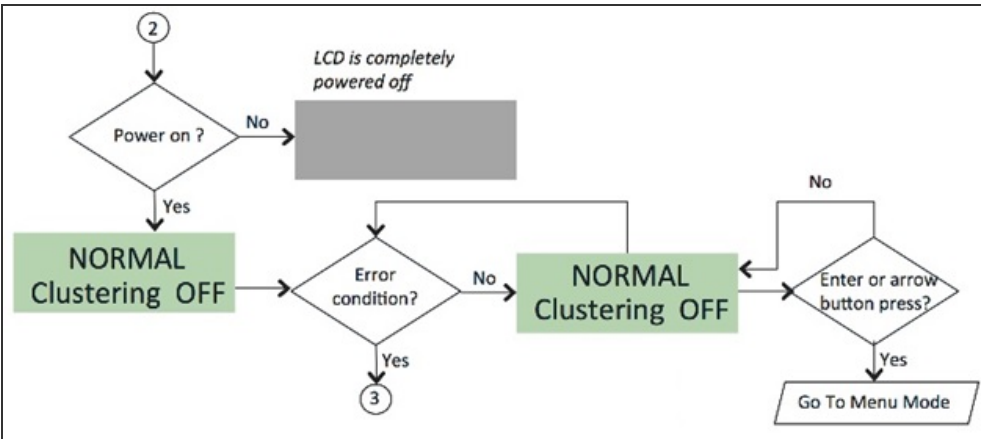 2
LCD is completely
powered off
Power on ?
No
Yes
NORMAL
Clustering OFF
Error
condition?
No
Yes
3
NORMAL
Clustering OFF
No
Enter or arrow
button press?
Yes
Go To Menu Mode